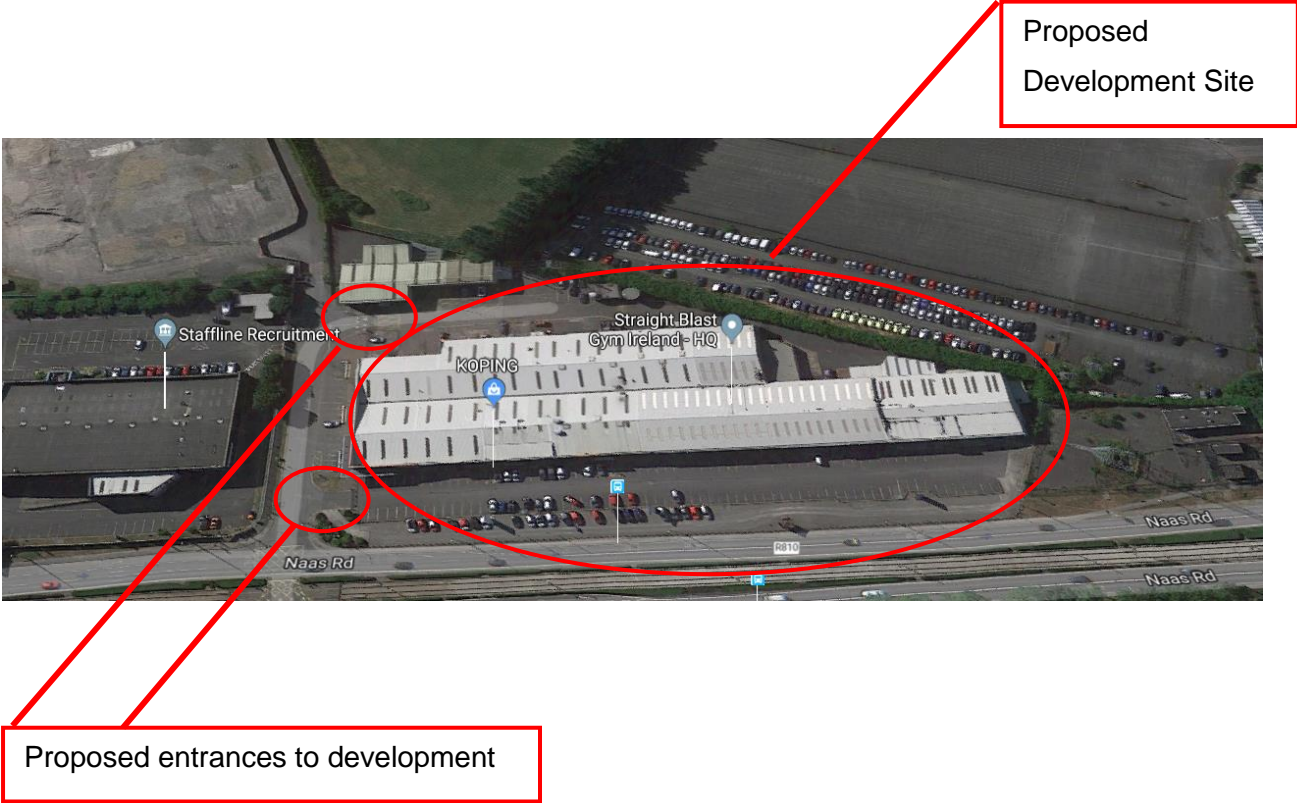 Proposed
Development Site
Staffline Recruitment
Straight Blast
Gym Ireland - HQ
KOPING
Naas Rd
R810
Naas Rd
Naas Rd
Proposed entrances to development